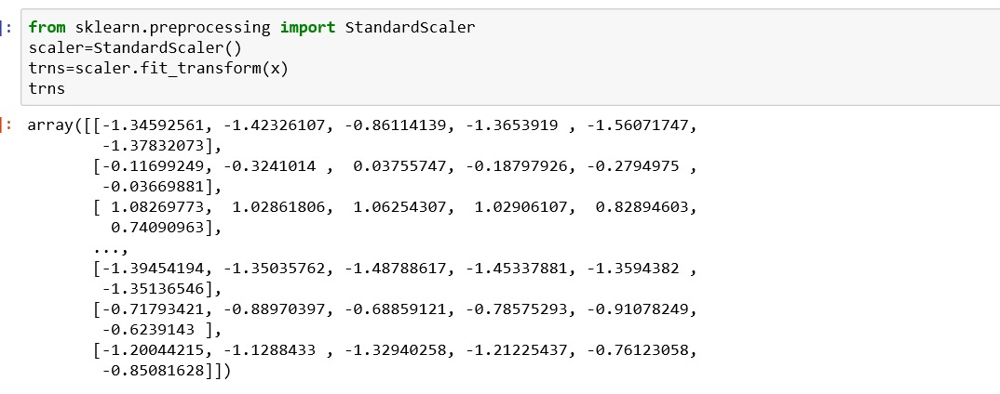 ]: from sklearn.preprocessing import StandardScaler
scaler=StandardScaler()
trns=scaler.fit_transform(x)
trns
]: array([[-1.34592561, -1.42326107, -0.86114139, -1.3653919 , -1.56071747,
-1.37832073],
[-0.11699249, -0.3241014 ,  0.03755747, -0.18797926, -0.2794975 ,
-0.03669881],
[ 1.08269773,  1.02861806,  1.06254307,  1.02906107,  0.82894603,
0.74090963],
...,
[-1.39454194, -1.35035762, -1.48788617, -1.45337881, -1.3594382 ,
-1.35136546],
[-0.71793421, -0.88970397, -0.68859121, -0.78575293, -0.91078249,
-0.6239143 ],
[-1.20044215, -1.1288433 , -1.32940258, -1.21225437, -0.76123058,
-0.85081628]])